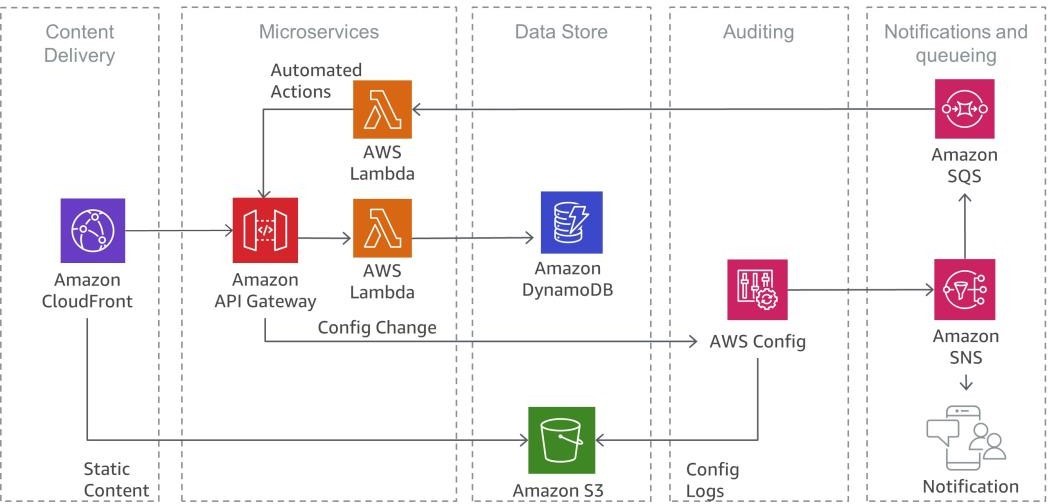 Content
Delivery
Microservices
Data Store
Auditing
Notifications and
queueing
Automated
Actions
AWS
Lambda
Amazon
SQS
Amazon
CloudFront
Amazon
API Gateway
AWS
Lambda
Amazon
DynamoDB
Config Change
AWS Config
Amazon
SNS
Static
Content
Amazon S3
Config
Logs
Notification